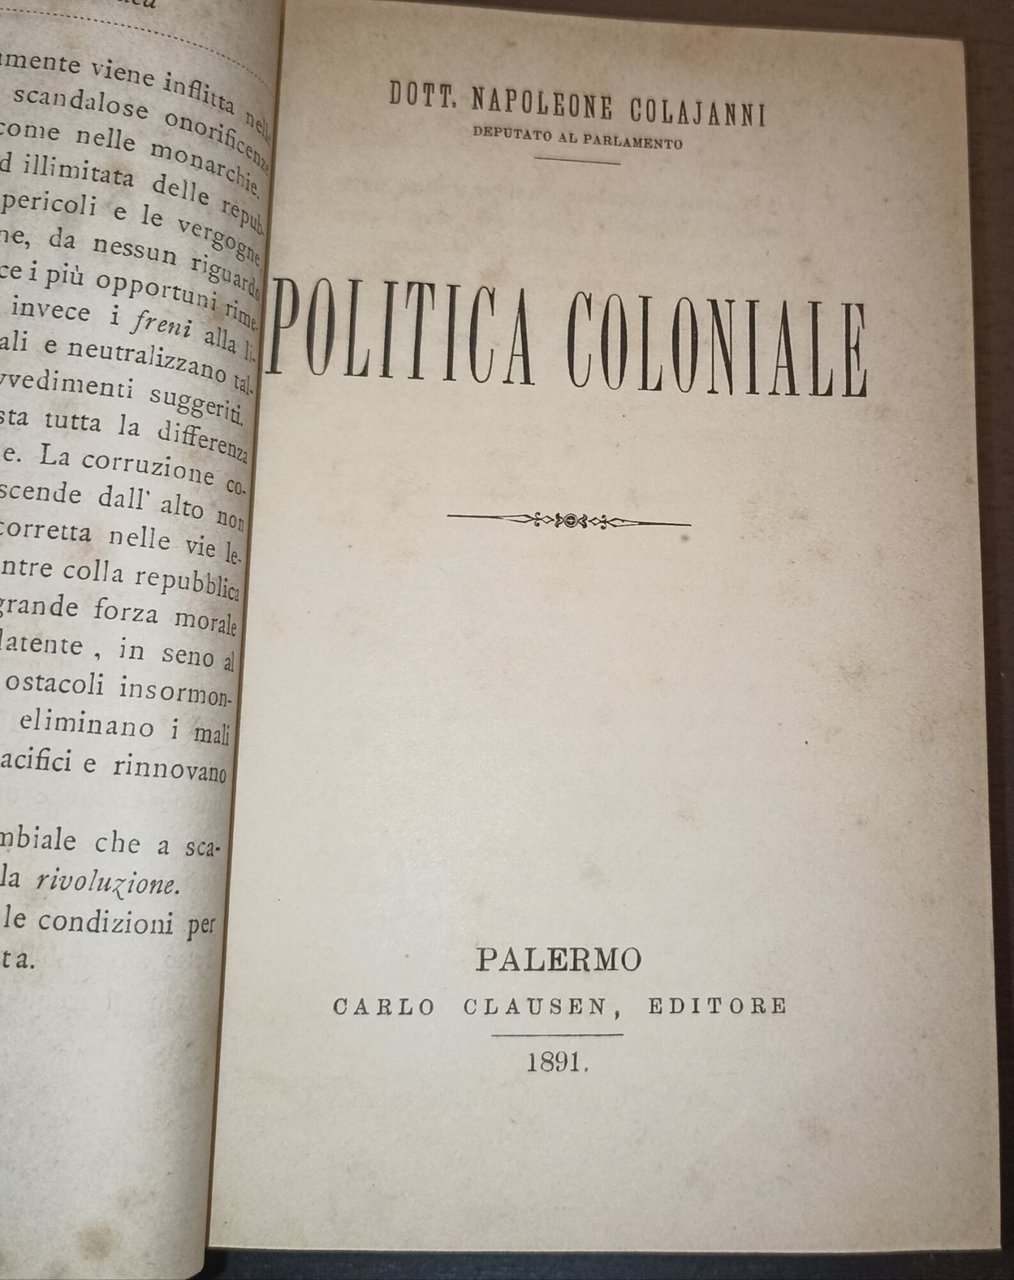 amente viene inflitta nelle
scandalose onorificenze
come nelle monarchie.
d illimitata delle repub-
pericoli e le vergogne
ne, da nessun riguardo
ce i più opportuni rime-
invece i freni alla li-
ali e neutralizzano tal-
vvedimenti suggeriti.
sta tutta la differenza
e. La corruzione co-
scende dall' alto non
corretta nelle vie le-
ntre colla repubblica
grande forza morale
latente, in seno al
ostacoli insormon-
eliminano i mali
acifici e rinnovano
mbiale che a sca-
la rivoluzione.
le condizioni per
ta.
DOTT. NAPOLEONE COLAJANNI
DEPUTATO AL PARLAMENTO
POLITICA COLONIALE
PALERMO
CARLO CLAUSEN, EDITORE
1891.